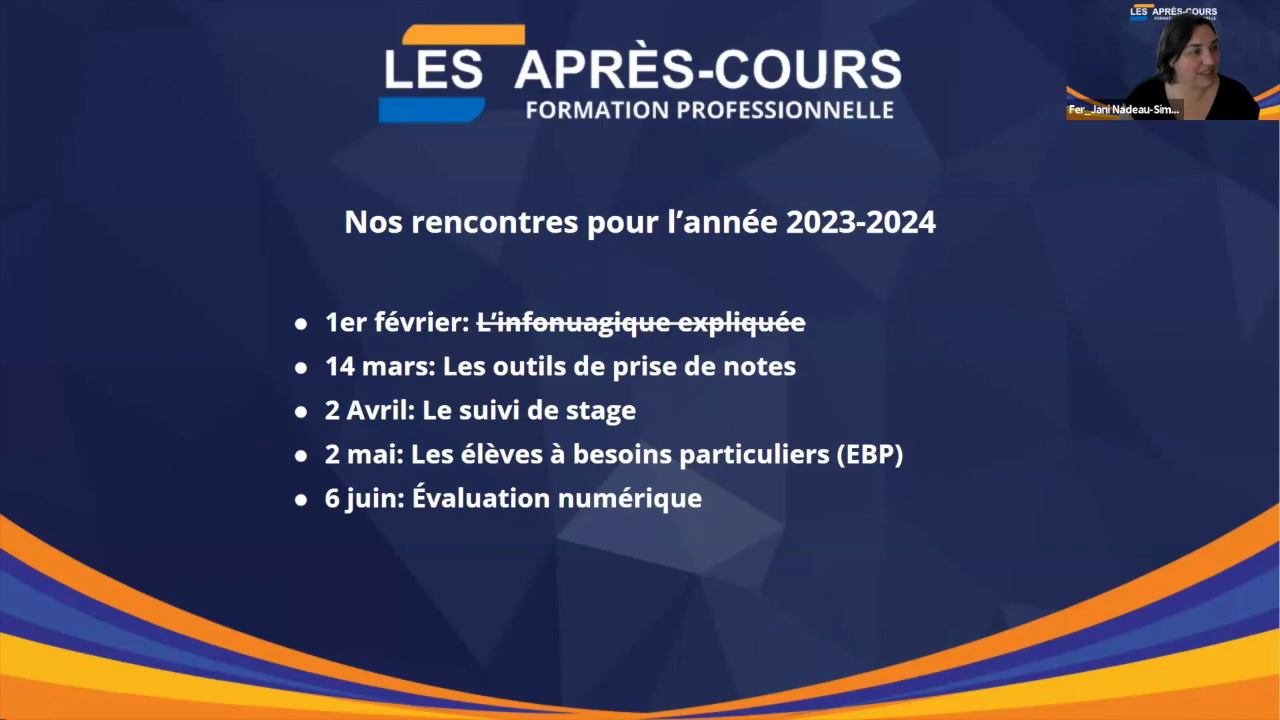 LES APRÈS-COURS
FORMATION PROFESSIONNELLE
LES APRÈS-COURS
Fer_Jani Nadeau-Sim...
Nos rencontres pour l’année 2023-2024
● 1er février: L’infonuagique expliquée
● 14 mars: Les outils de prise de notes
● 2 Avril: Le suivi de stage
● 2 mai: Les élèves à besoins particuliers (EBP)
● 6 juin: Évaluation numérique